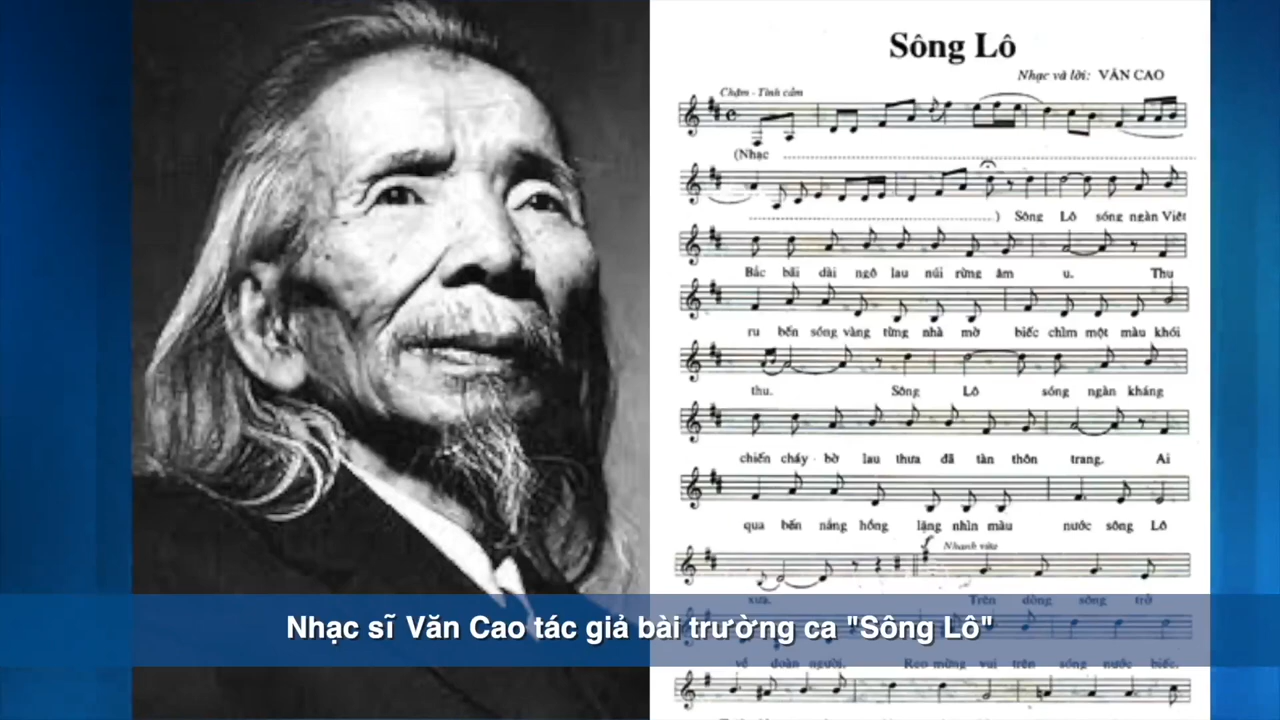 Sông Lô
Nhạc và lời: VĂN CAO
Chậm - Tình cảm
(Nhạc
) Sông Lô sóng ngàn Việt
Bắc bãi dài ngô lau núi rừng âm u. Thu
ru bến sóng vàng từng nhà mờ biếc chìm một màu khói
thu. Sông Lô sóng ngàn kháng
chiến cháy bờ lau thưa đã tàn thôn trang. Ai
qua bến nắng hồng lặng nhìn màu nước sông Lô
Nhanh vừa
xưa. Trên dòng sông trở
Nhạc sĩ Văn Cao tác giả bài trường ca "Sông Lô"
về đoàn người. Reo mừng vui trên sóng nước biếc.